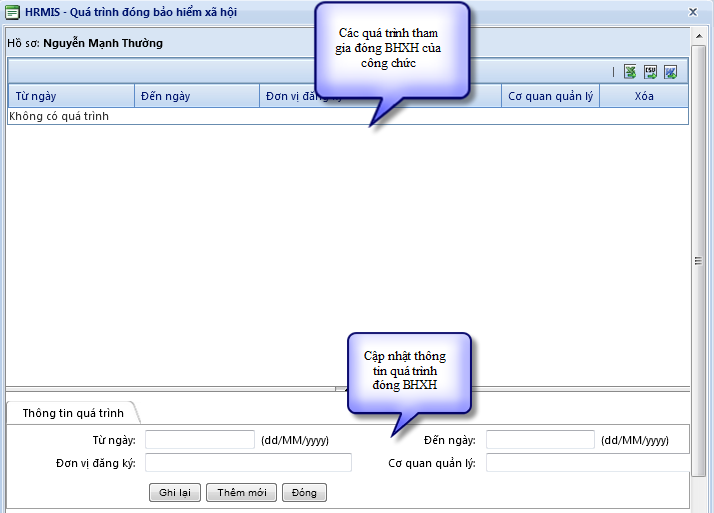 HRMIS - Quá trình đóng bảo hiểm xã hội
Hồ sơ: Nguyễn Mạnh Thường
Các quá trình tham
gia đóng BHXH của
công chức
CSV
Từ ngày Đến ngày Đơn vị đăng ký Cơ quan quản lý Xóa
Không có quá trình
Cập nhật thông
tin quá trình
đóng BHXH
Thông tin quá trình
Từ ngày: (dd/MM/yyyy) Đến ngày: (dd/MM/yyyy)
Đơn vị đăng ký: Cơ quan quản lý:
Ghi lại Thêm mới Đóng